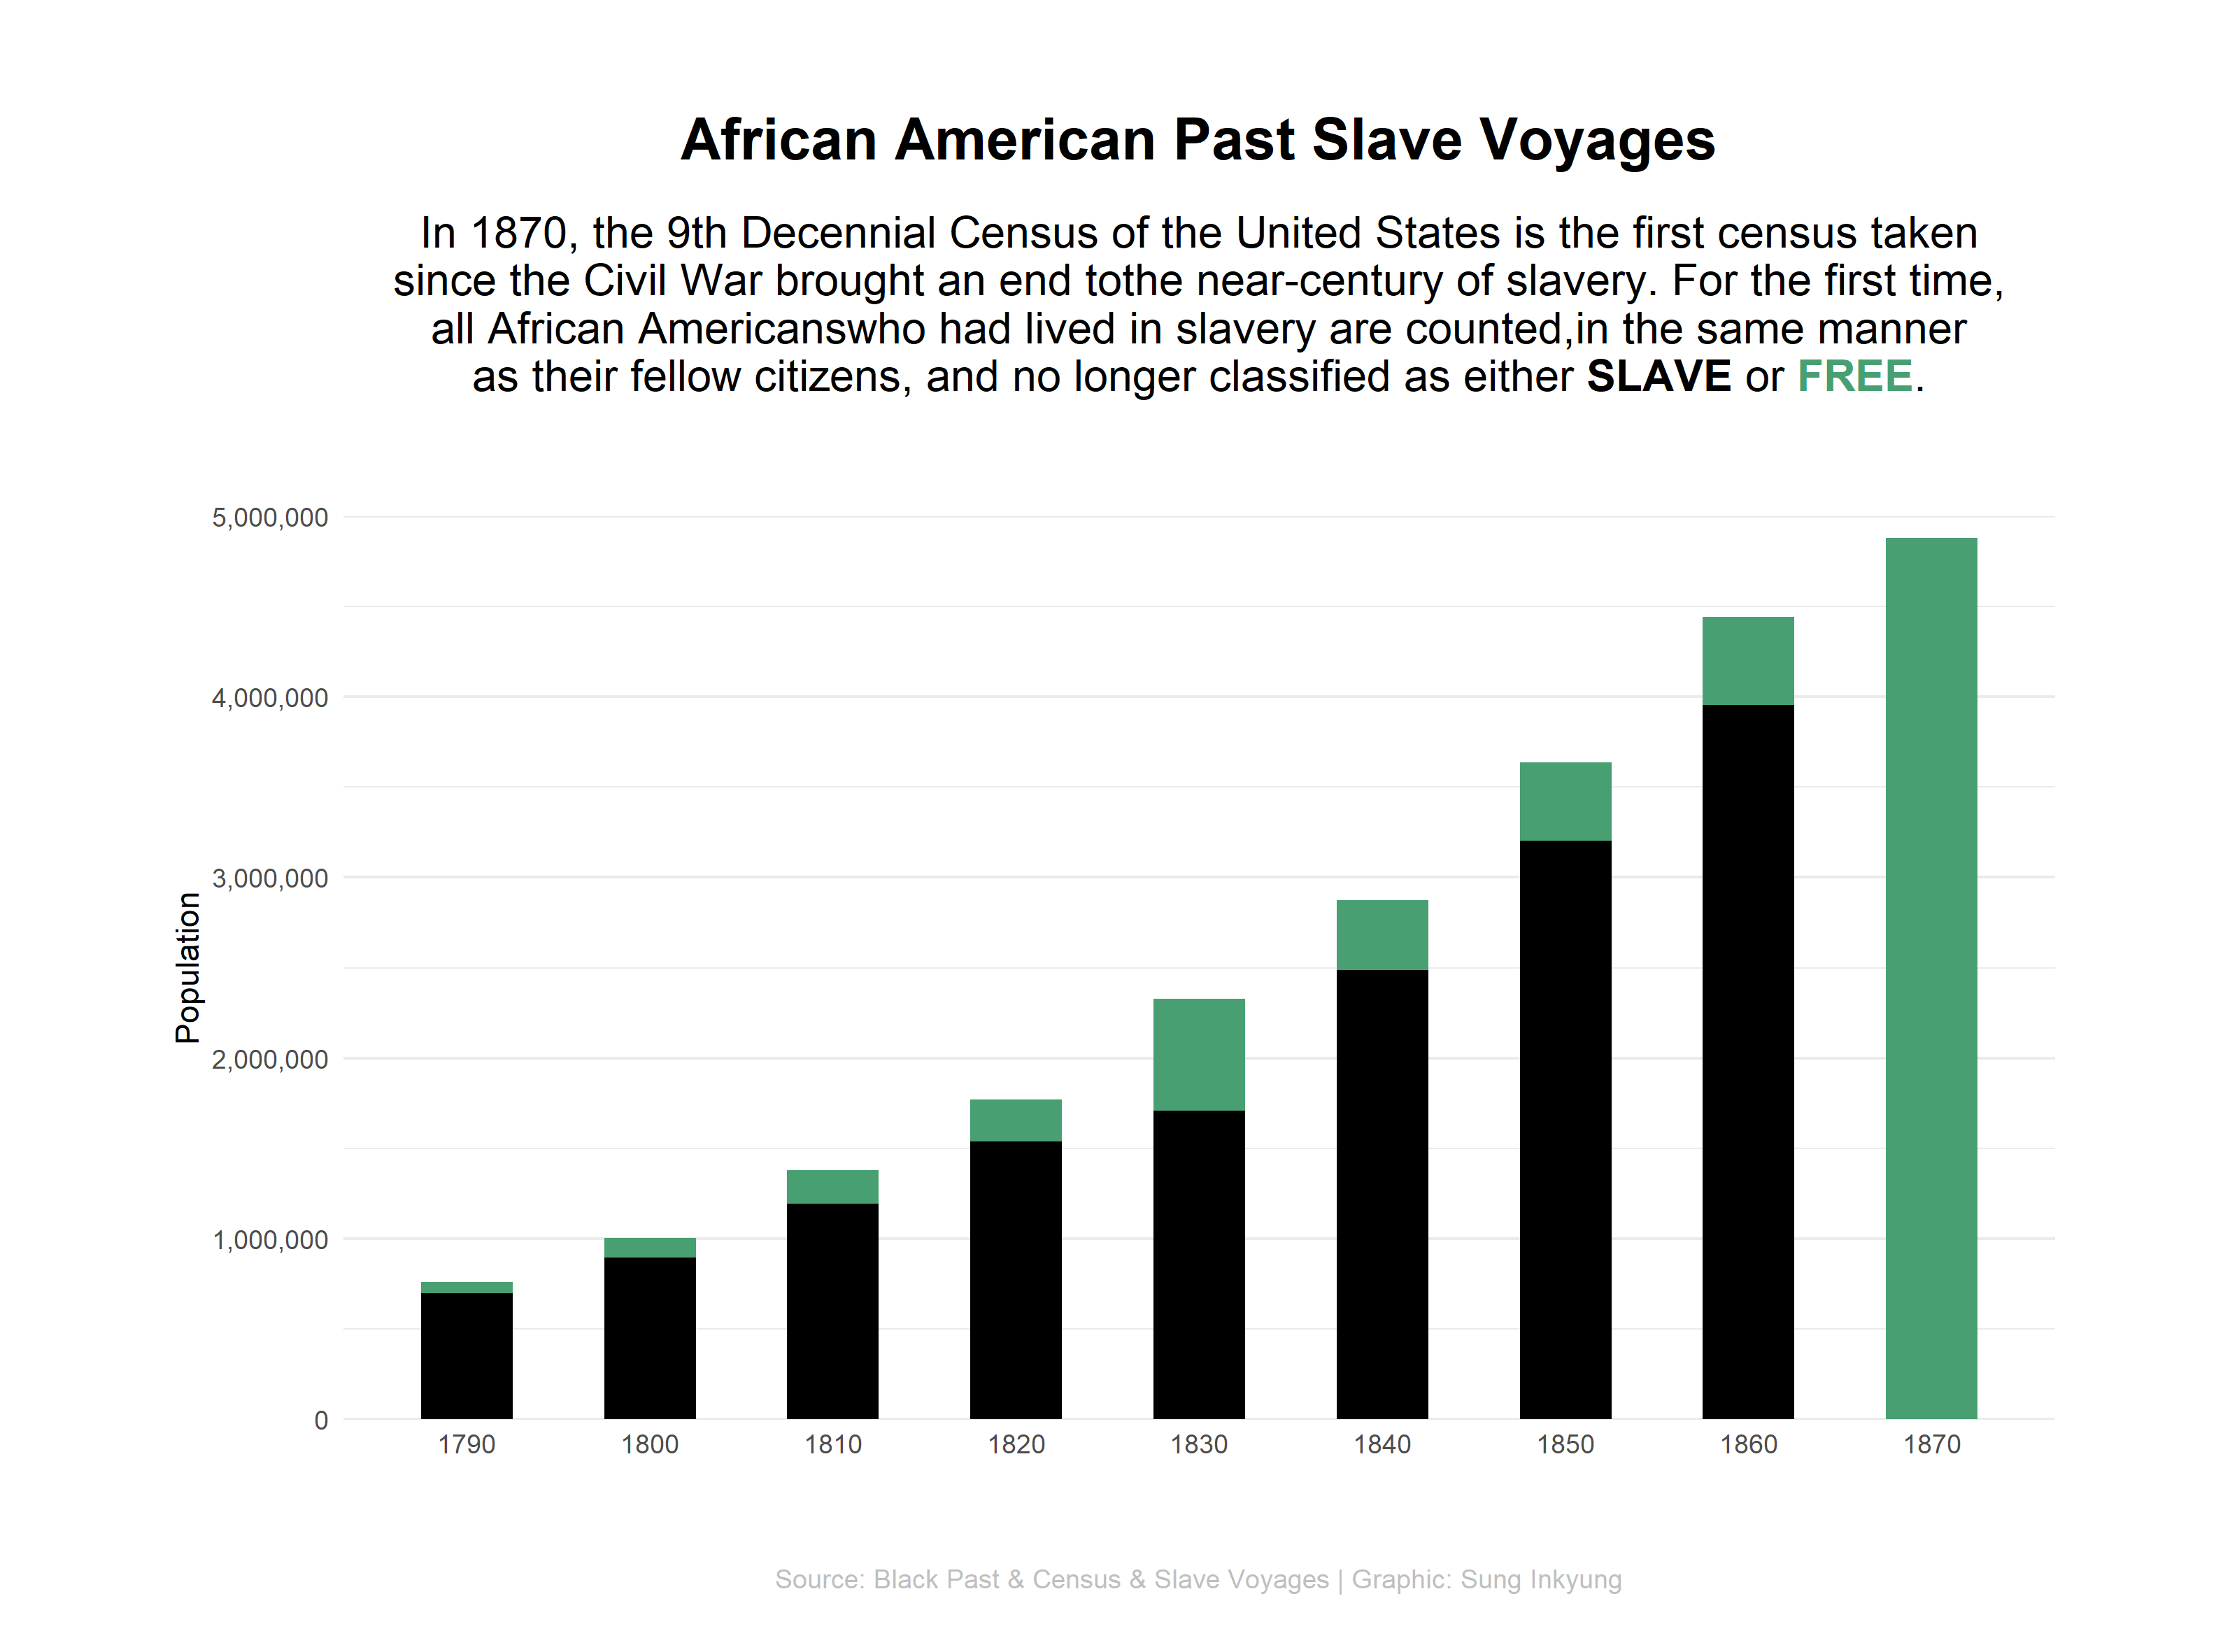 African American Past Slave Voyages
In 1870, the 9th Decennial Census of the United States is the first census taken
since the Civil War brought an end tothe near-century of slavery. For the first time,
all African Americanswho had lived in slavery are counted,in the same manner
as their fellow citizens, and no longer classified as either SLAVE or FREE.
5,000,000
4,000,000
3,000,000
2,000,000
1,000,000
0
Population
1790 1800 1810 1820 1830 1840 1850 1860 1870
Source: Black Past & Census & Slave Voyages | Graphic: Sung Inkyung